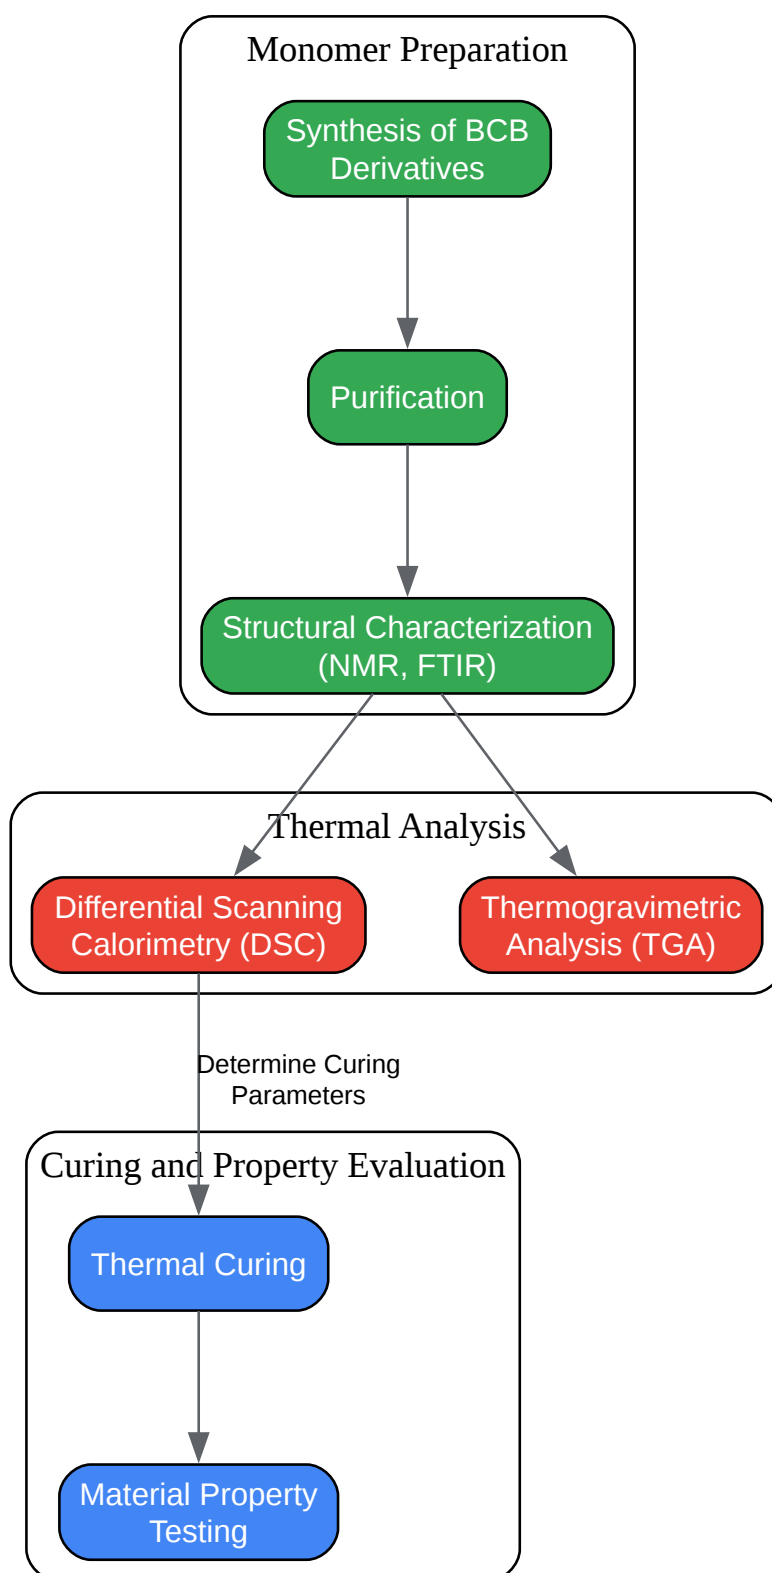 Monomer Preparation
Synthesis of BCB
Derivatives
Purification
Structural Characterization
(NMR, FTIR)
Thermal Analysis
Differential Scanning
Calorimetry (DSC)
Thermogravimetric
Analysis (TGA)
Determine Curing
Parameters
Curing and Property Evaluation
Thermal Curing
Material Property
Testing